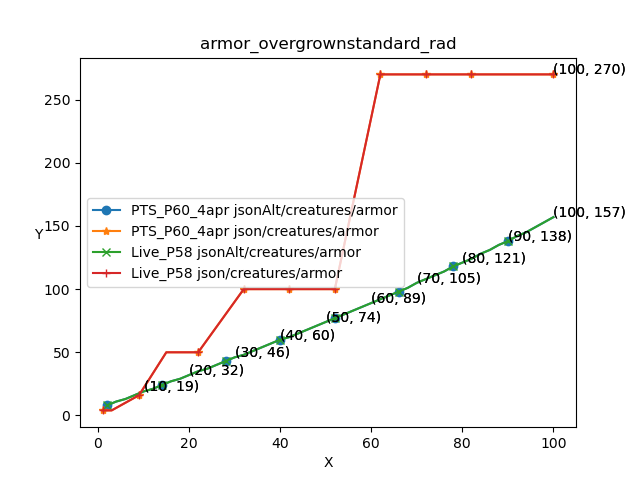 armor_overgrownstandard_rad
(100, 270)
250
200
PTS_P60_4apr jsonAlt/creatures/armor
PTS_P60_4apr json/creatures/armor
Live_P58 jsonAlt/creatures/armor
Live_P58 json/creatures/armor
(100, 157)
150
Y
(90, 138)
(80, 121)
(70, 105)
100
(60, 89)
(50, 74)
(40, 60)
50
(30, 46)
(20, 32)
(10, 19)
0
0 20 40 60 80 100
X